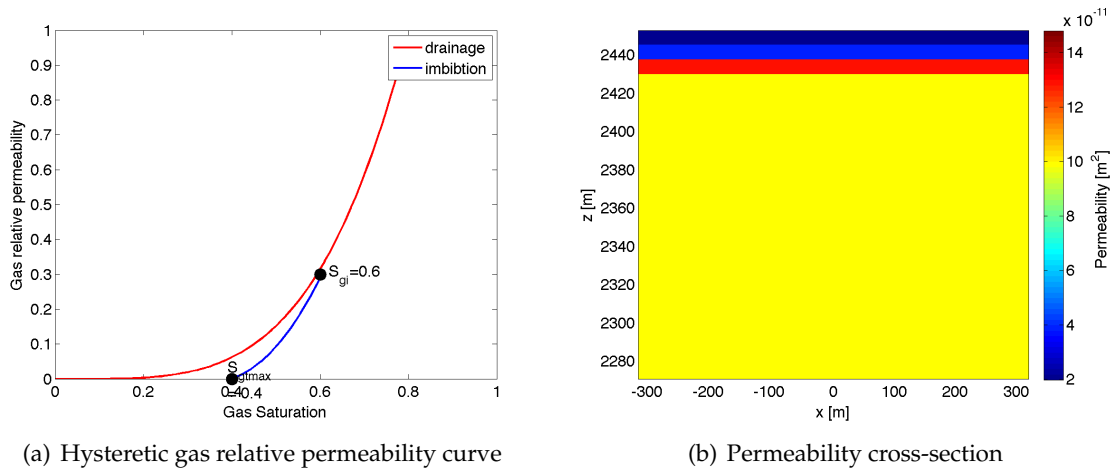 1
0.9
0.8
0.7
0.6
0.5
0.4
0.3
0.2
0.1
0
Gas relative permeability
drainage
imbibtion
S gi =0.6
S gtmax
=0.4
0 0.2 0.4 0.6 0.8 1
Gas Saturation
(a) Hysteretic gas relative permeability curve
2440
2420
2400
2380
2360
2340
2320
2300
2280
z [m]
-300 -200 -100 0 100 200 300
x [m]
x 10⁻¹¹
14
12
10
8
6
4
2
Permeability [m²]
(b) Permeability cross-section